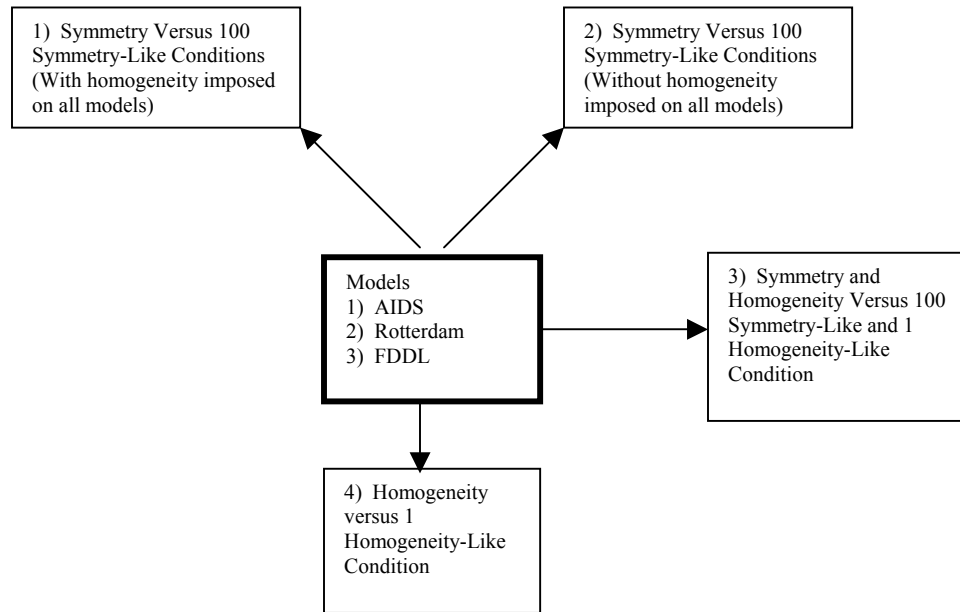 1) Symmetry Versus 100
Symmetry-Like Conditions
(With homogeneity imposed
on all models)
2) Symmetry Versus 100
Symmetry-Like Conditions
(Without homogeneity
imposed on all models)
Models
1) AIDS
2) Rotterdam
3) FDDL
3) Symmetry and
Homogeneity Versus 100
Symmetry-Like and 1
Homogeneity-Like
Condition
4) Homogeneity
versus 1
Homogeneity-Like
Condition